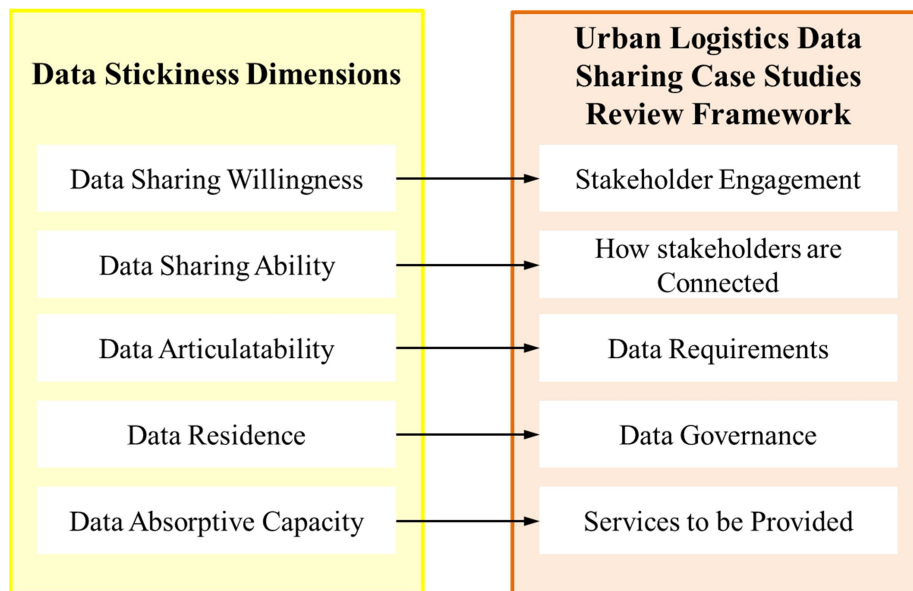 Data Stickiness Dimensions
Urban Logistics Data
Sharing Case Studies
Review Framework
Data Sharing Willingness
Stakeholder Engagement
Data Sharing Ability
How stakeholders are
Connected
Data Articulatability
Data Requirements
Data Residence
Data Governance
Data Absorptive Capacity
Services to be Provided